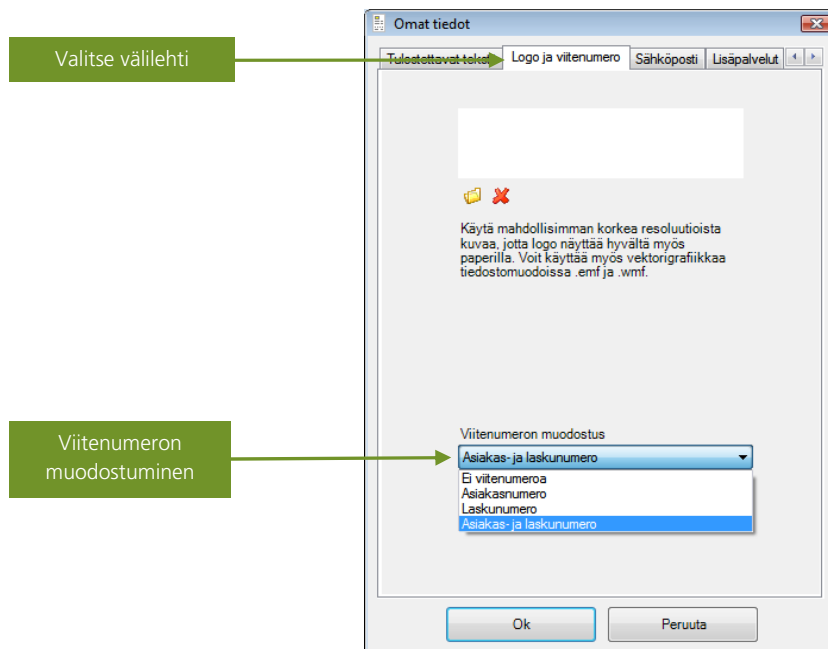 Omat tiedot
Valitse välilehti
Tulostettavat tekstit Logo ja viitenumero Sähköposti Lisäpalvelut
Käytä mahdollisimman korkea resoluutioista
kuvaa, jotta logo näyttää hyvältä myös
paperilla. Voit käyttää myös vektorigrafiikkaa
tiedostomuodoissa .emf ja .wmf.
Viitenumeron
muodostuminen
Viitenumeron muodostus
Asiakas- ja laskunumero
Ei viitenumeroa
Asiakasnumero
Laskunumero
Asiakas- ja laskunumero
Ok Peruuta